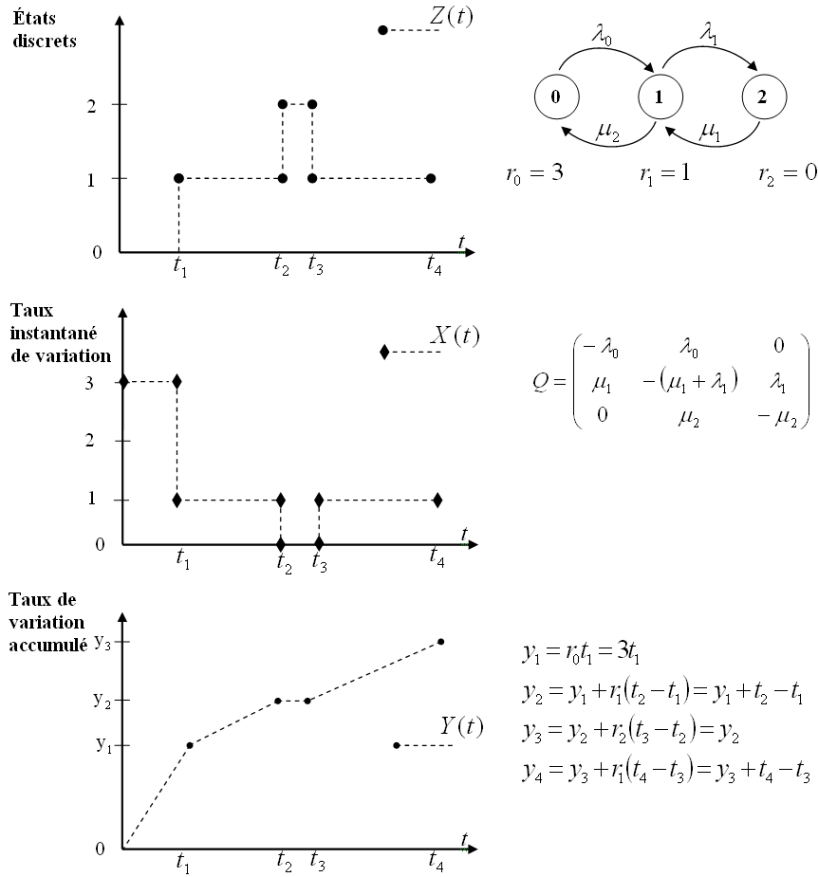 États
discrets
Z(t)
2
1
0
t₁ t₂ t₃ t₄ t
λ₀ λ₁
0 1 2
μ₂ μ₁
r₀ = 3 r₁ = 1 r₂ = 0
Taux
instantané
de variation
X(t)
3
2
1
0
t₁ t₂ t₃ t₄ t
Q = ( −λ₀ λ₀ 0
μ₁ −(μ₁ + λ₁) λ₁
0 μ₂ −μ₂ )
Taux de
variation
accumulé
y₃
y₂
y₁
Y(t)
0
t₁ t₂ t₃ t₄ t
y₁ = r₀t₁ = 3t₁
y₂ = y₁ + r₁(t₂ − t₁) = y₁ + t₂ − t₁
y₃ = y₂ + r₂(t₃ − t₂) = y₂
y₄ = y₃ + r₁(t₄ − t₃) = y₃ + t₄ − t₃